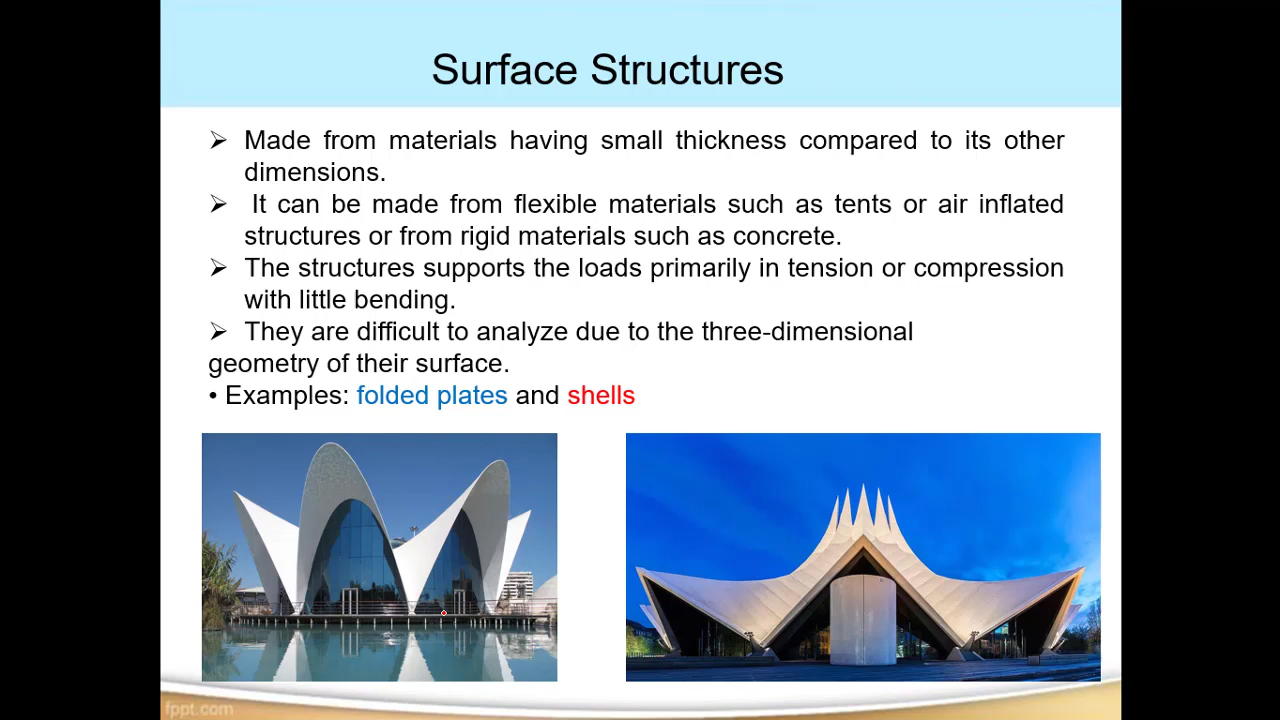 Surface Structures
➢ Made from materials having small thickness compared to its other
dimensions.
➢ It can be made from flexible materials such as tents or air inflated
structures or from rigid materials such as concrete.
➢ The structures supports the loads primarily in tension or compression
with little bending.
➢ They are difficult to analyze due to the three-dimensional
geometry of their surface.
• Examples: folded plates and shells
fppt.com